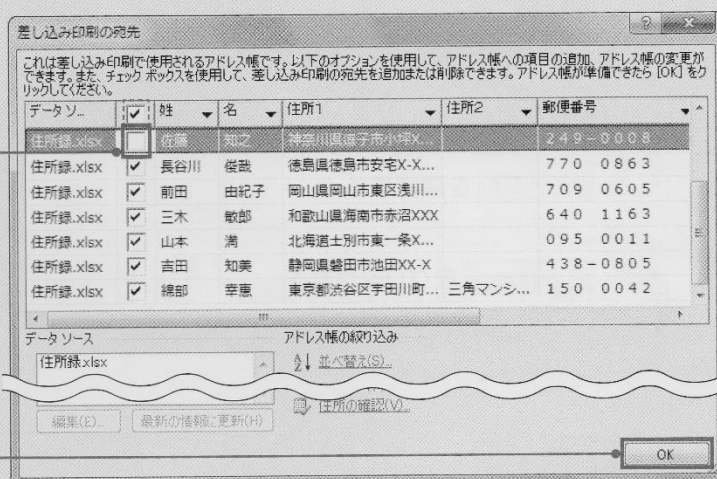 差し込み印刷の宛先
これは差し込み印刷で使用されるアドレス帳です。以下のオプションを使用して、アドレス帳への項目の追加、アドレス帳の変更が
できます。また、チェック ボックスを使用して、差し込み印刷の宛先を追加または削除できます。アドレス帳が準備できたら [OK] をク
リックしてください。
データ ソ... 姓 名 住所1 住所2 郵便番号
住所録.xlsx 佐藤 知之 神奈川県逗子市小坪X... 249-0008
住所録.xlsx 長谷川 俊哉 徳島県徳島市安宅X-X... 770 0863
住所録.xlsx 前田 由紀子 岡山県岡山市東区浅川... 709 0605
住所録.xlsx 三木 敏郎 和歌山県海南市赤沼XXX 640 1163
住所録.xlsx 山本 満 北海道士別市東一条X... 095 0011
住所録.xlsx 吉田 知美 静岡県磐田市池田XX-X 438-0805
住所録.xlsx 綿部 幸恵 東京都渋谷区宇田川町... 三角マンシ... 150 0042
データ ソース アドレス帳の絞り込み
住所録.xlsx 並べ替え(S)...
住所の確認(V)...
編集(E)... 最新の情報に更新(H)
OK